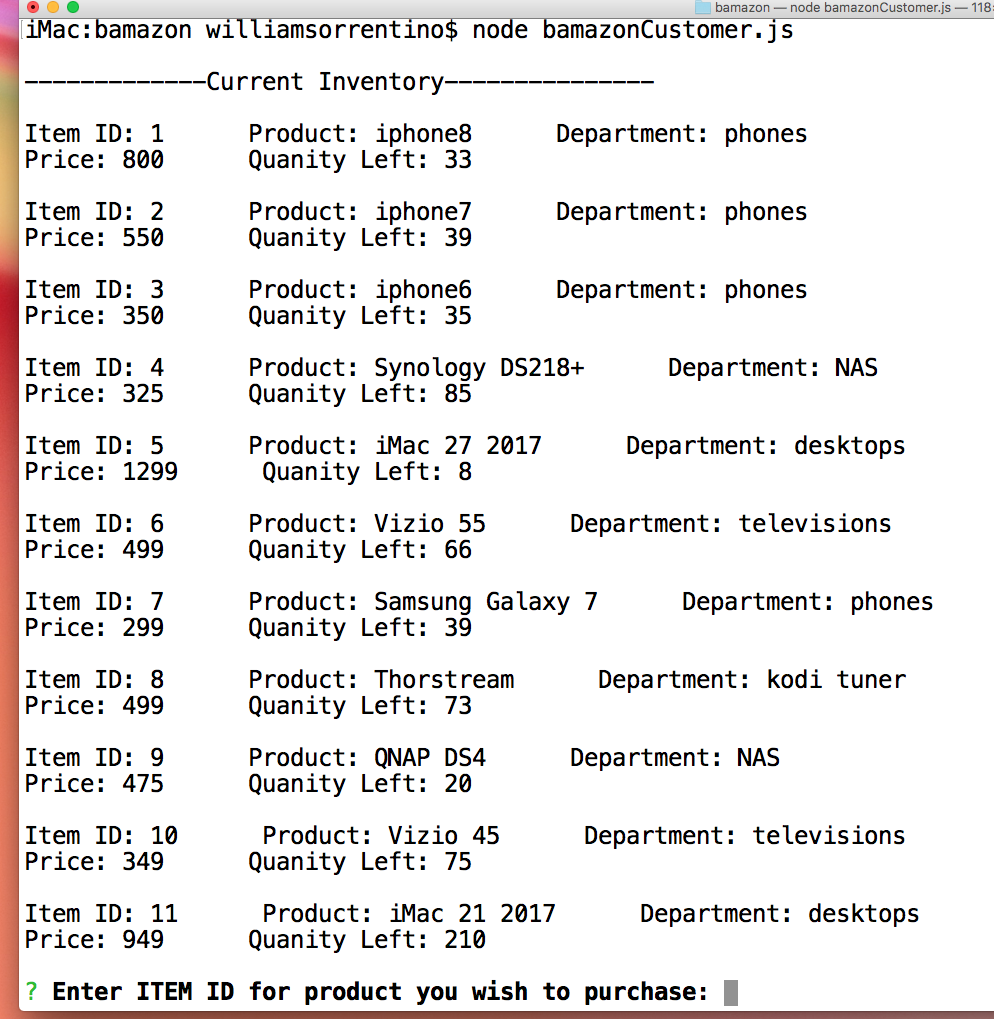 bamazon — node bamazonCustomer.js — 118
iMac:bamazon williamsorrentino$ node bamazonCustomer.js
-------------Current Inventory---------------
Item ID: 1      Product: iphone8      Department: phones
Price: 800      Quanity Left: 33
Item ID: 2      Product: iphone7      Department: phones
Price: 550      Quanity Left: 39
Item ID: 3      Product: iphone6      Department: phones
Price: 350      Quanity Left: 35
Item ID: 4      Product: Synology DS218+      Department: NAS
Price: 325      Quanity Left: 85
Item ID: 5      Product: iMac 27 2017      Department: desktops
Price: 1299      Quanity Left: 8
Item ID: 6      Product: Vizio 55      Department: televisions
Price: 499      Quanity Left: 66
Item ID: 7      Product: Samsung Galaxy 7      Department: phones
Price: 299      Quanity Left: 39
Item ID: 8      Product: Thorstream      Department: kodi tuner
Price: 499      Quanity Left: 73
Item ID: 9      Product: QNAP DS4      Department: NAS
Price: 475      Quanity Left: 20
Item ID: 10      Product: Vizio 45      Department: televisions
Price: 349      Quanity Left: 75
Item ID: 11      Product: iMac 21 2017      Department: desktops
Price: 949      Quanity Left: 210
? Enter ITEM ID for product you wish to purchase: